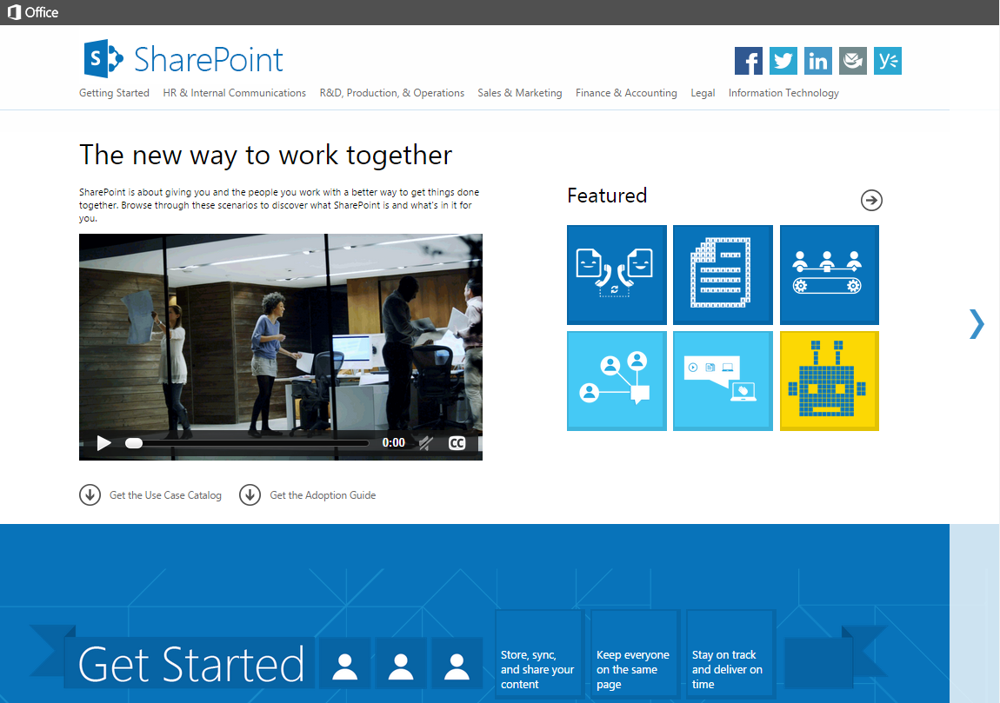 Office
SharePoint
Getting Started HR & Internal Communications R&D, Production, & Operations Sales & Marketing Finance & Accounting Legal Information Technology
The new way to work together
SharePoint is about giving you and the people you work with a better way to get things done
together. Browse through these scenarios to discover what SharePoint is and what's in it for
you.
Featured
0:00 CC
Get the Use Case Catalog Get the Adoption Guide
Get Started
Store, sync,
and share your
content
Keep everyone
on the same
page
Stay on track
and deliver on
time